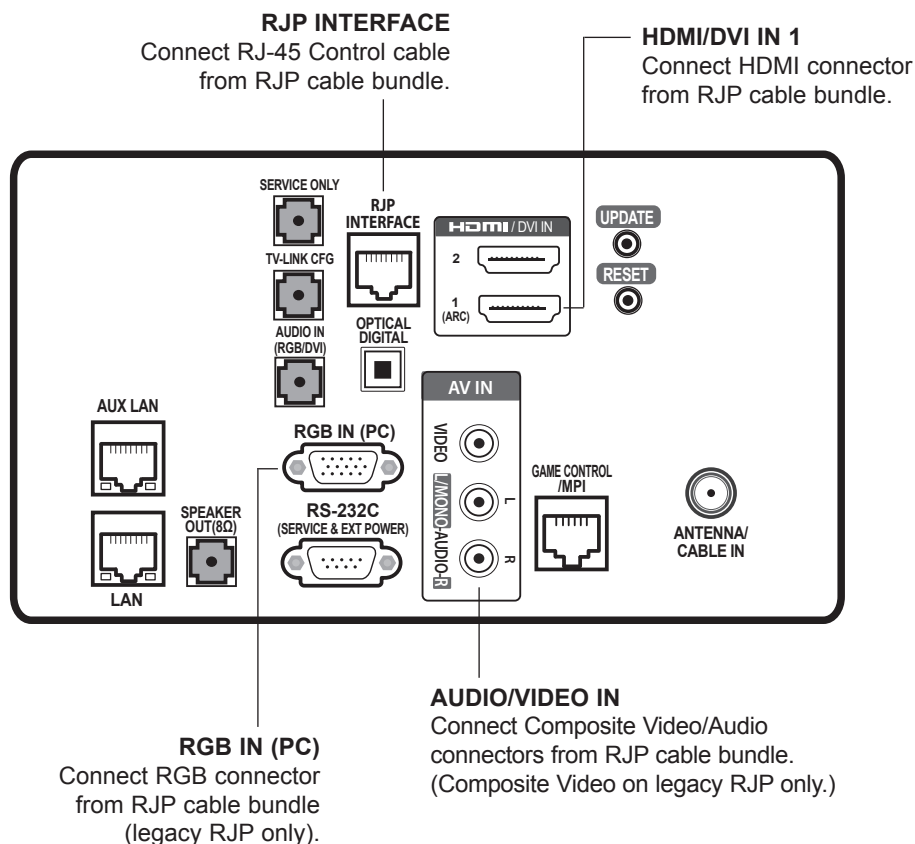 RJP INTERFACE
Connect RJ-45 Control cable
from RJP cable bundle.
HDMI/DVI IN 1
Connect HDMI connector
from RJP cable bundle.
SERVICE ONLY
TV-LINK CFG
AUDIO IN
(RGB/DVI)
RJP
INTERFACE
OPTICAL
DIGITAL
HDMI / DVI IN
2
1
(ARC)
UPDATE
RESET
AUX LAN
LAN
SPEAKER
OUT(8Ω)
RGB IN (PC)
RS-232C
(SERVICE & EXT POWER)
AV IN
VIDEO
L/MONO-AUDIO-R
L
R
GAME CONTROL
/MPI
ANTENNA/
CABLE IN
RGB IN (PC)
Connect RGB connector
from RJP cable bundle
(legacy RJP only).
AUDIO/VIDEO IN
Connect Composite Video/Audio
connectors from RJP cable bundle.
(Composite Video on legacy RJP only.)